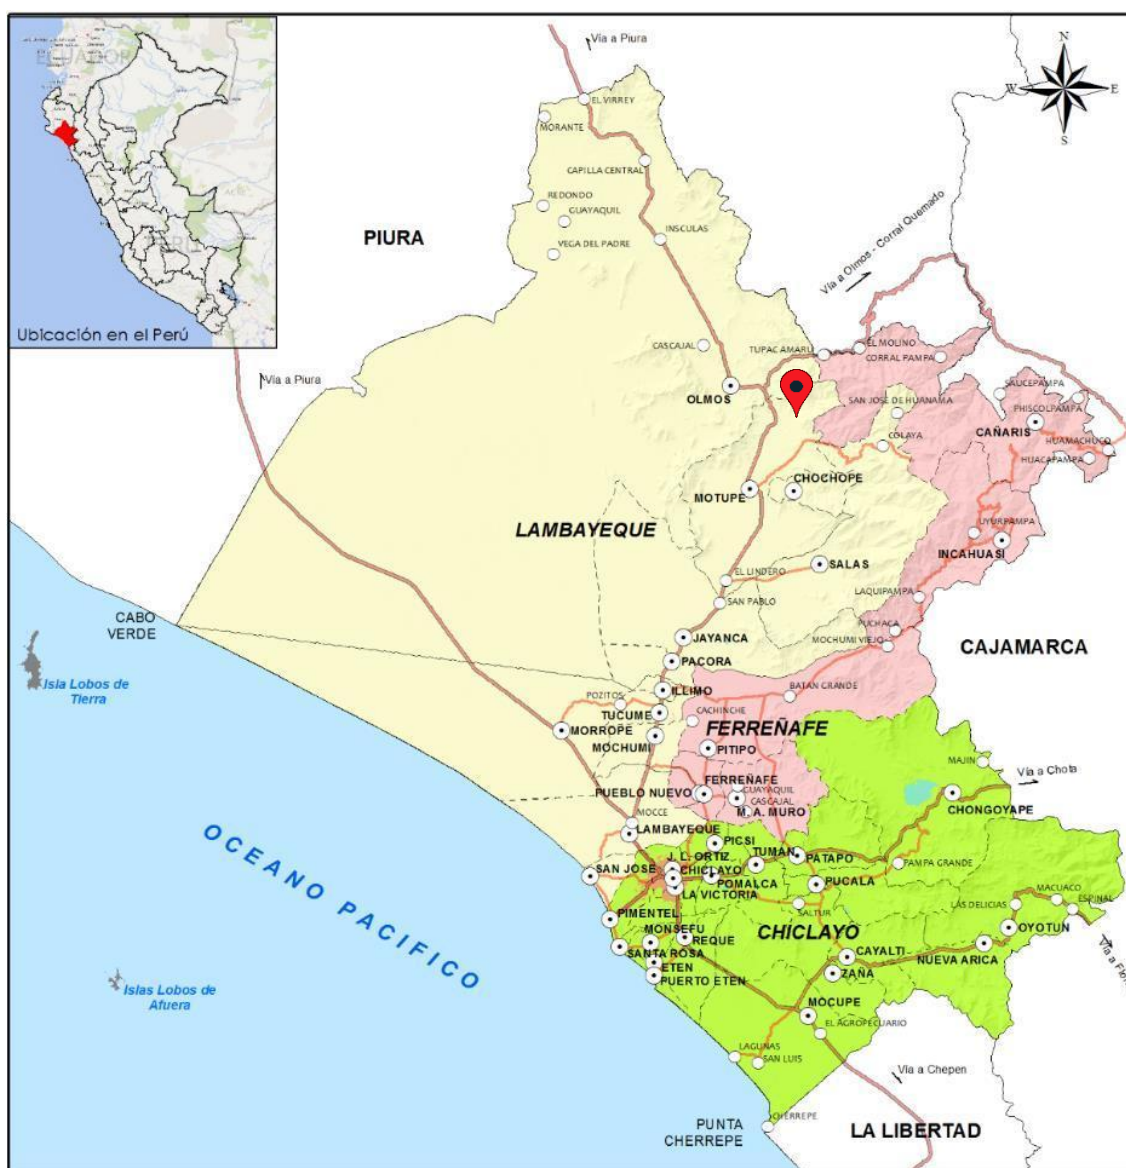 ECUADOR
PERU
Ubicación en el Perú
Vía a Piura
N
W
E
S
EL VIRREY
MORANTE
CAPILLA CENTRAL
REDONDO
GUAYAQUIL
PIURA
INSCULAS
VEGA DEL PADRE
Vía a Olmos - Corral Quemado
CASCAJAL
TUPAC AMARU
EL MOLINO
CORRAL PAMPA
Vía a Piura
OLMOS
SAUCEPAMPA
SAN JOSE DE HUANAMA
PHISCOLPAMPA
CAÑARIS
COLAYA
HUAMACHUCO
HUACAPAMPA
MOTUPE
CHOCHOPE
LAMBAYEQUE
UYURPAMPA
INCAHUASI
SALAS
EL LINDERO
LAQUIPAMPA
SAN PABLO
CABO
VERDE
PUCHACA
JAYANCA
MOCHUMI VIEJO
CAJAMARCA
PACORA
Isla Lobos de
Tierra
ILLIMO
BATAN GRANDE
POZITOS
TUCUME
CACHINCHE
MORROPE
FERREÑAFE
MOCHUMI
PITIPO
MAJIN
Vía a Chota
FERREÑAFE
PUEBLO NUEVO
GUAYAQUIL
CASCAJAL
CHONGOYAPE
M. A. MURO
MOCCE
LAMBAYEQUE
PICSI
OCEANO PACIFICO
TUMAN
PATAPO
J. L. ORTIZ
PAMPA GRANDE
SAN JOSE
CHICLAYO
POMALCA
PUCALA
LA VICTORIA
MACUACO
ESPINAL
LAS DELICIAS
SALTUR
PIMENTEL
CHICLAYO
OYOTUN
MONSEFU
REQUE
NUEVA ARICA
SANTA ROSA
CAYALTI
ETEN
ZAÑA
PUERTO ETEN
Islas Lobos de
Afuera
MOCUPE
EL AGROPECUARIO
LAGUNAS
SAN LUIS
Vía a Chepen
CHERREPE
PUNTA
CHERREPE
LA LIBERTAD